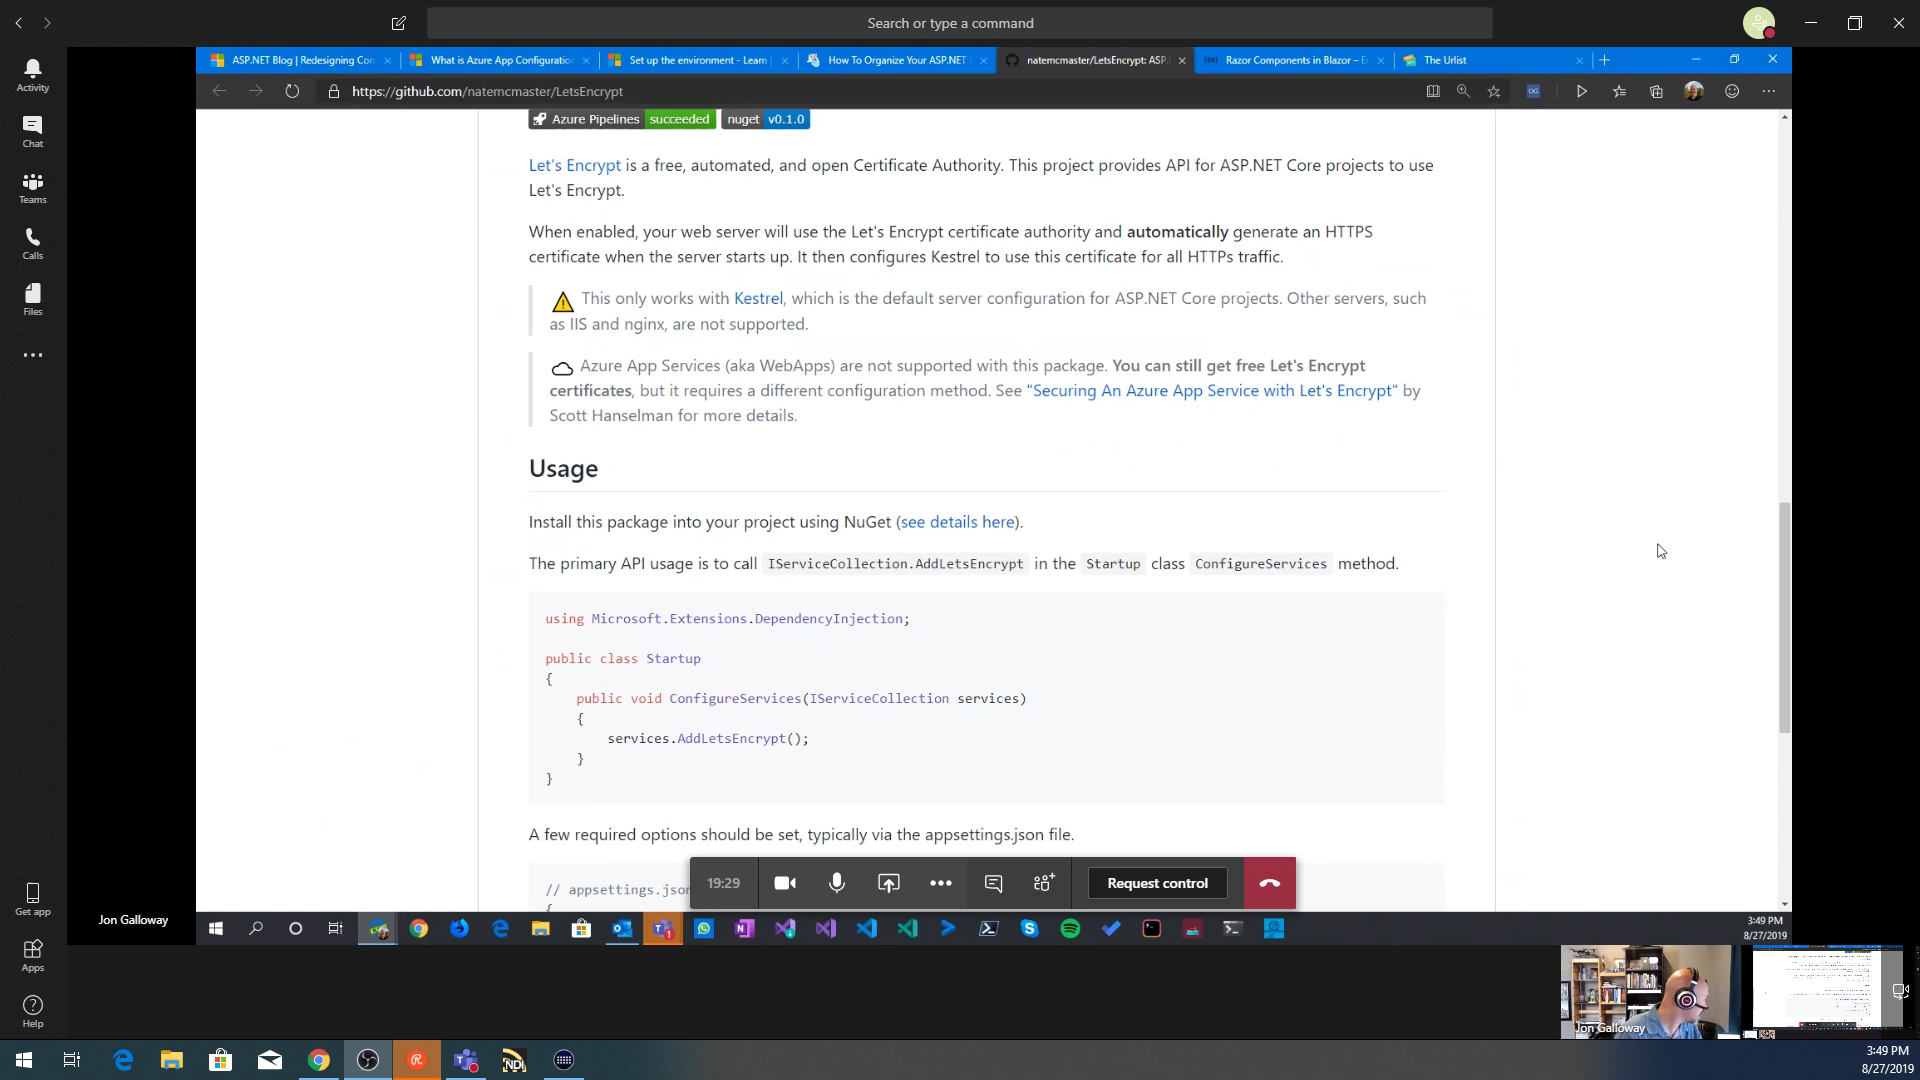 Search or type a command
Activity
Chat
Teams
Calls
Files
Get app
Apps
Help
ASP.NET Blog | Redesigning Con
What is Azure App Configuratio
Set up the environment - Learn |
How To Organize Your ASP.NET
natemcmaster/LetsEncrypt: ASP.
Razor Components in Blazor – E
The Urlist
https://github.com/natemcmaster/LetsEncrypt
OG
Azure Pipelines succeeded nuget v0.1.0
Let's Encrypt is a free, automated, and open Certificate Authority. This project provides API for ASP.NET Core projects to use
Let's Encrypt.
When enabled, your web server will use the Let's Encrypt certificate authority and automatically generate an HTTPS
certificate when the server starts up. It then configures Kestrel to use this certificate for all HTTPs traffic.
This only works with Kestrel, which is the default server configuration for ASP.NET Core projects. Other servers, such
as IIS and nginx, are not supported.
Azure App Services (aka WebApps) are not supported with this package. You can still get free Let's Encrypt
certificates, but it requires a different configuration method. See "Securing An Azure App Service with Let's Encrypt" by
Scott Hanselman for more details.
Usage
Install this package into your project using NuGet (see details here).
The primary API usage is to call IServiceCollection.AddLetsEncrypt in the Startup class ConfigureServices method.
using Microsoft.Extensions.DependencyInjection;
public class Startup
{
public void ConfigureServices(IServiceCollection services)
{
services.AddLetsEncrypt();
}
}
A few required options should be set, typically via the appsettings.json file.
// appsettings.json
{
19:29
Request control
Jon Galloway
3:49 PM
8/27/2019
Jon Galloway
NDI
3:49 PM
8/27/2019